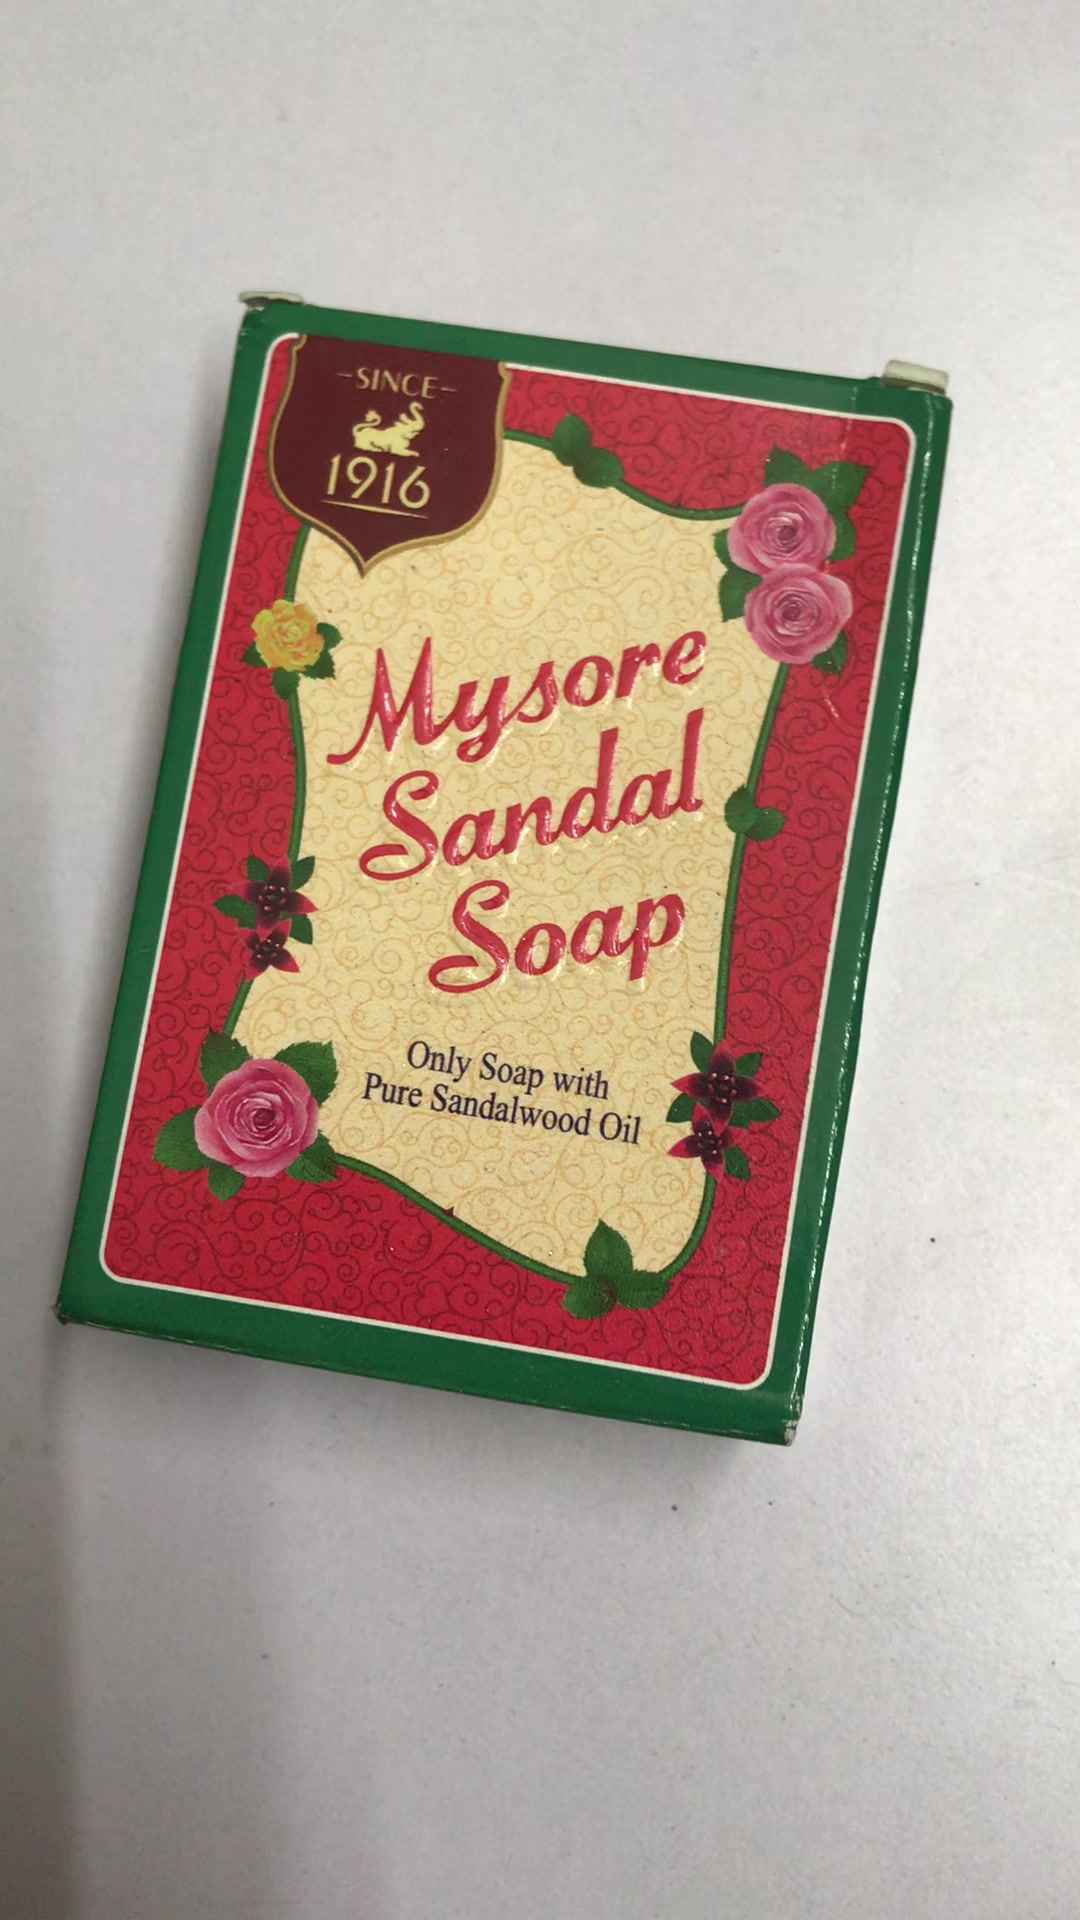 -SINCE-
1916
Mysore
Sandal
Soap
Only Soap with
Pure Sandalwood Oil